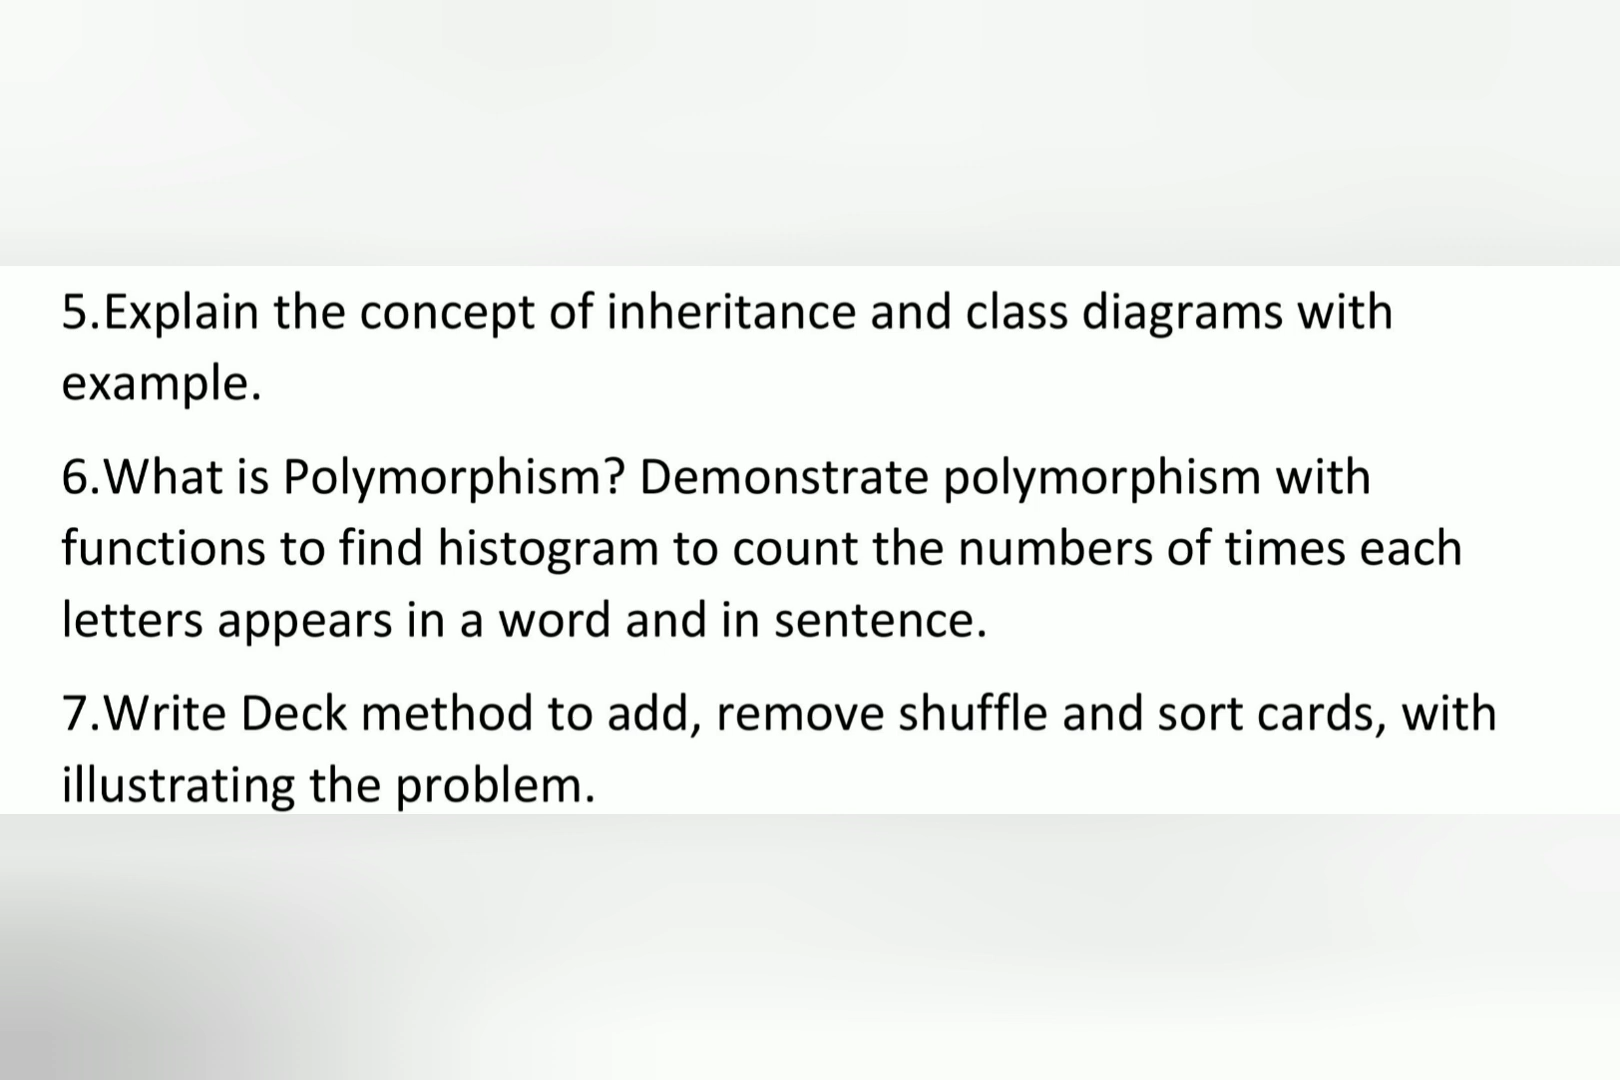 5.Explain the concept of inheritance and class diagrams with
example.
6.What is Polymorphism? Demonstrate polymorphism with
functions to find histogram to count the numbers of times each
letters appears in a word and in sentence.
7.Write Deck method to add, remove shuffle and sort cards, with
illustrating the problem.